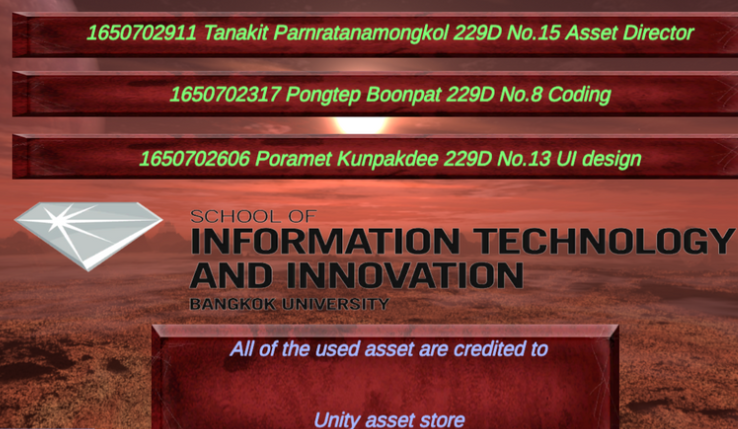 1650702911 Tanakit Parnratanamongkol 229D No.15 Asset Director
1650702317 Pongtep Boonpat 229D No.8 Coding
1650702606 Poramet Kunpakdee 229D No.13 UI design
SCHOOL OF
INFORMATION TECHNOLOGY
AND INNOVATION
BANGKOK UNIVERSITY
All of the used asset are credited to
Unity asset store